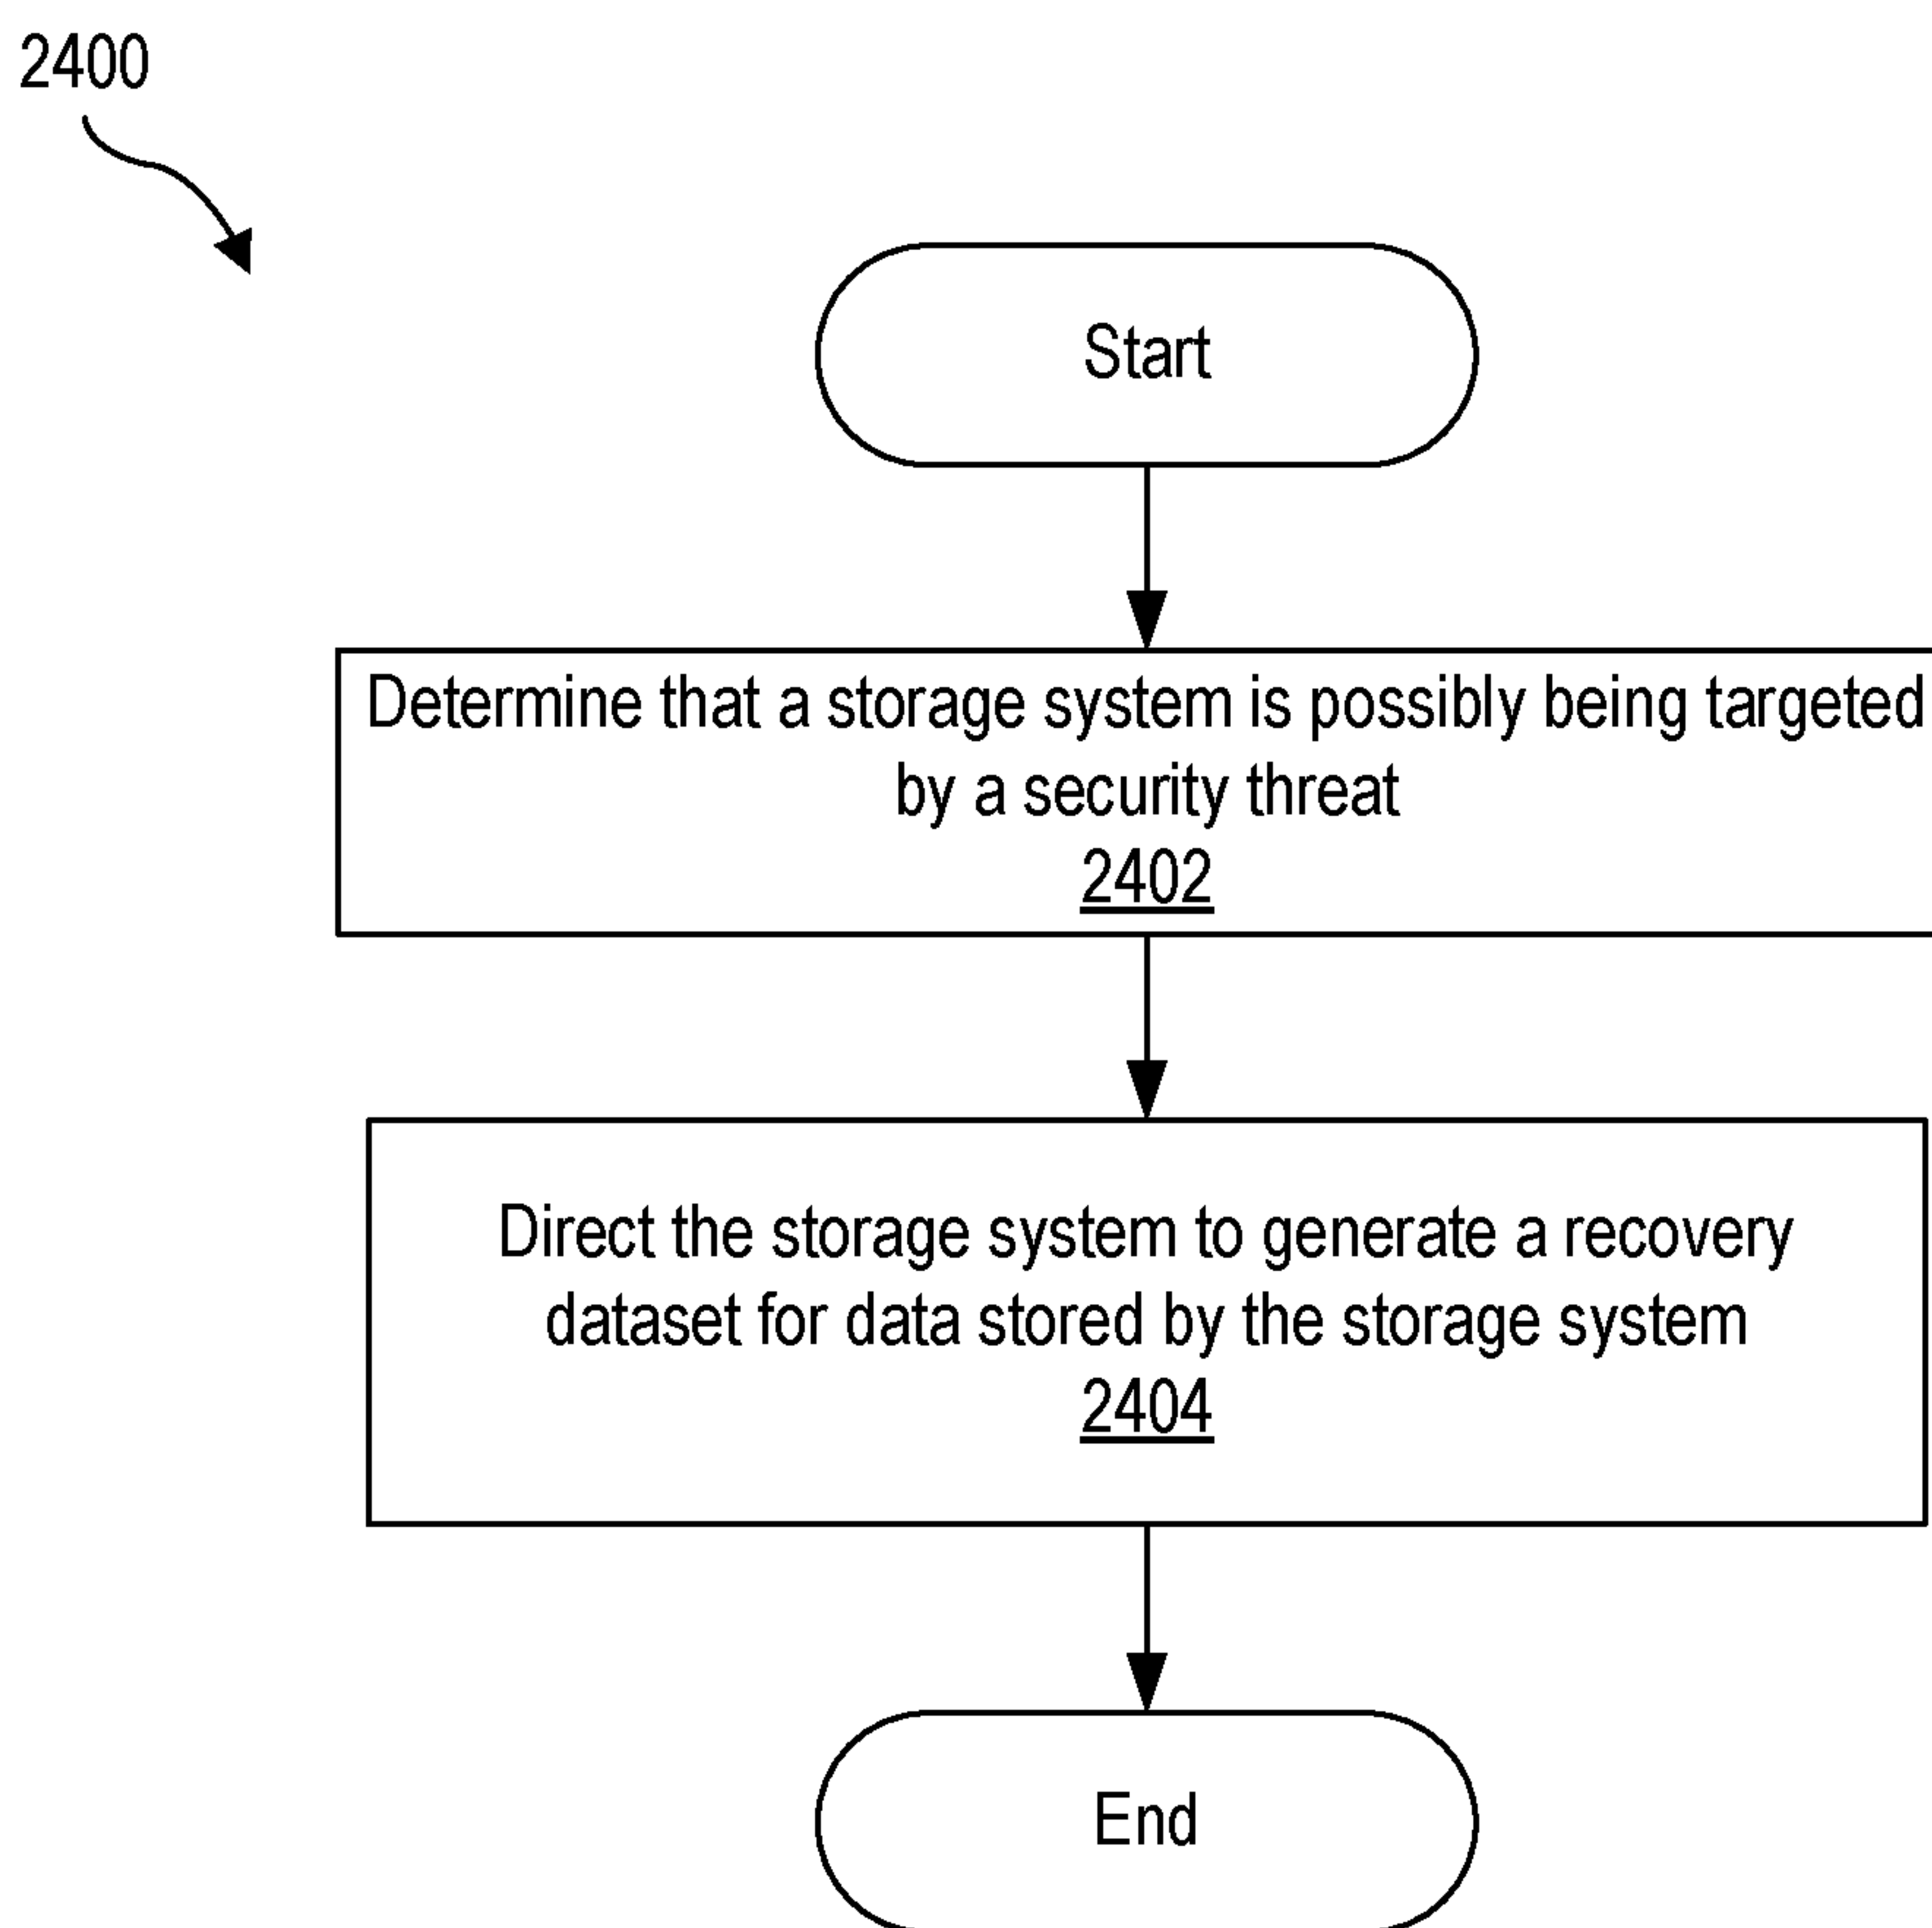 2400
Start
Determine that a storage system is possibly being targeted
by a security threat
2402
Direct the storage system to generate a recovery
dataset for data stored by the storage system
2404
End